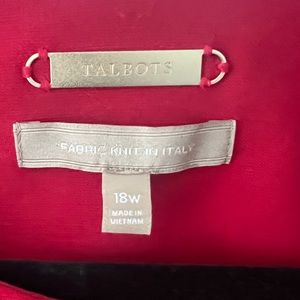 TALBOTS
FABRIC KNIT IN ITALY
18W
MADE IN
VIETNAM